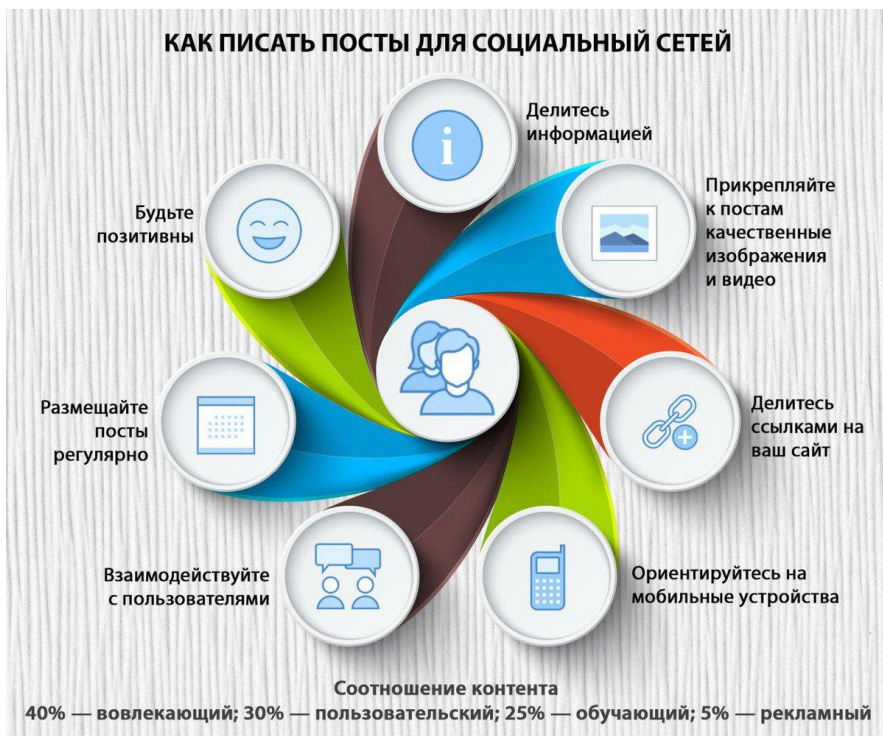 КАК ПИСАТЬ ПОСТЫ ДЛЯ СОЦИАЛЬНЫЙ СЕТЕЙ
Делитесь
информацией
Прикрепляйте
к постам
качественные
изображения
и видео
Делитесь
ссылками на
ваш сайт
Ориентируйтесь на
мобильные устройства
Взаимодействуйте
с пользователями
Размещайте
посты
регулярно
Будьте
позитивны
Соотношение контента
40% — вовлекающий; 30% — пользовательский; 25% — обучающий; 5% — рекламный